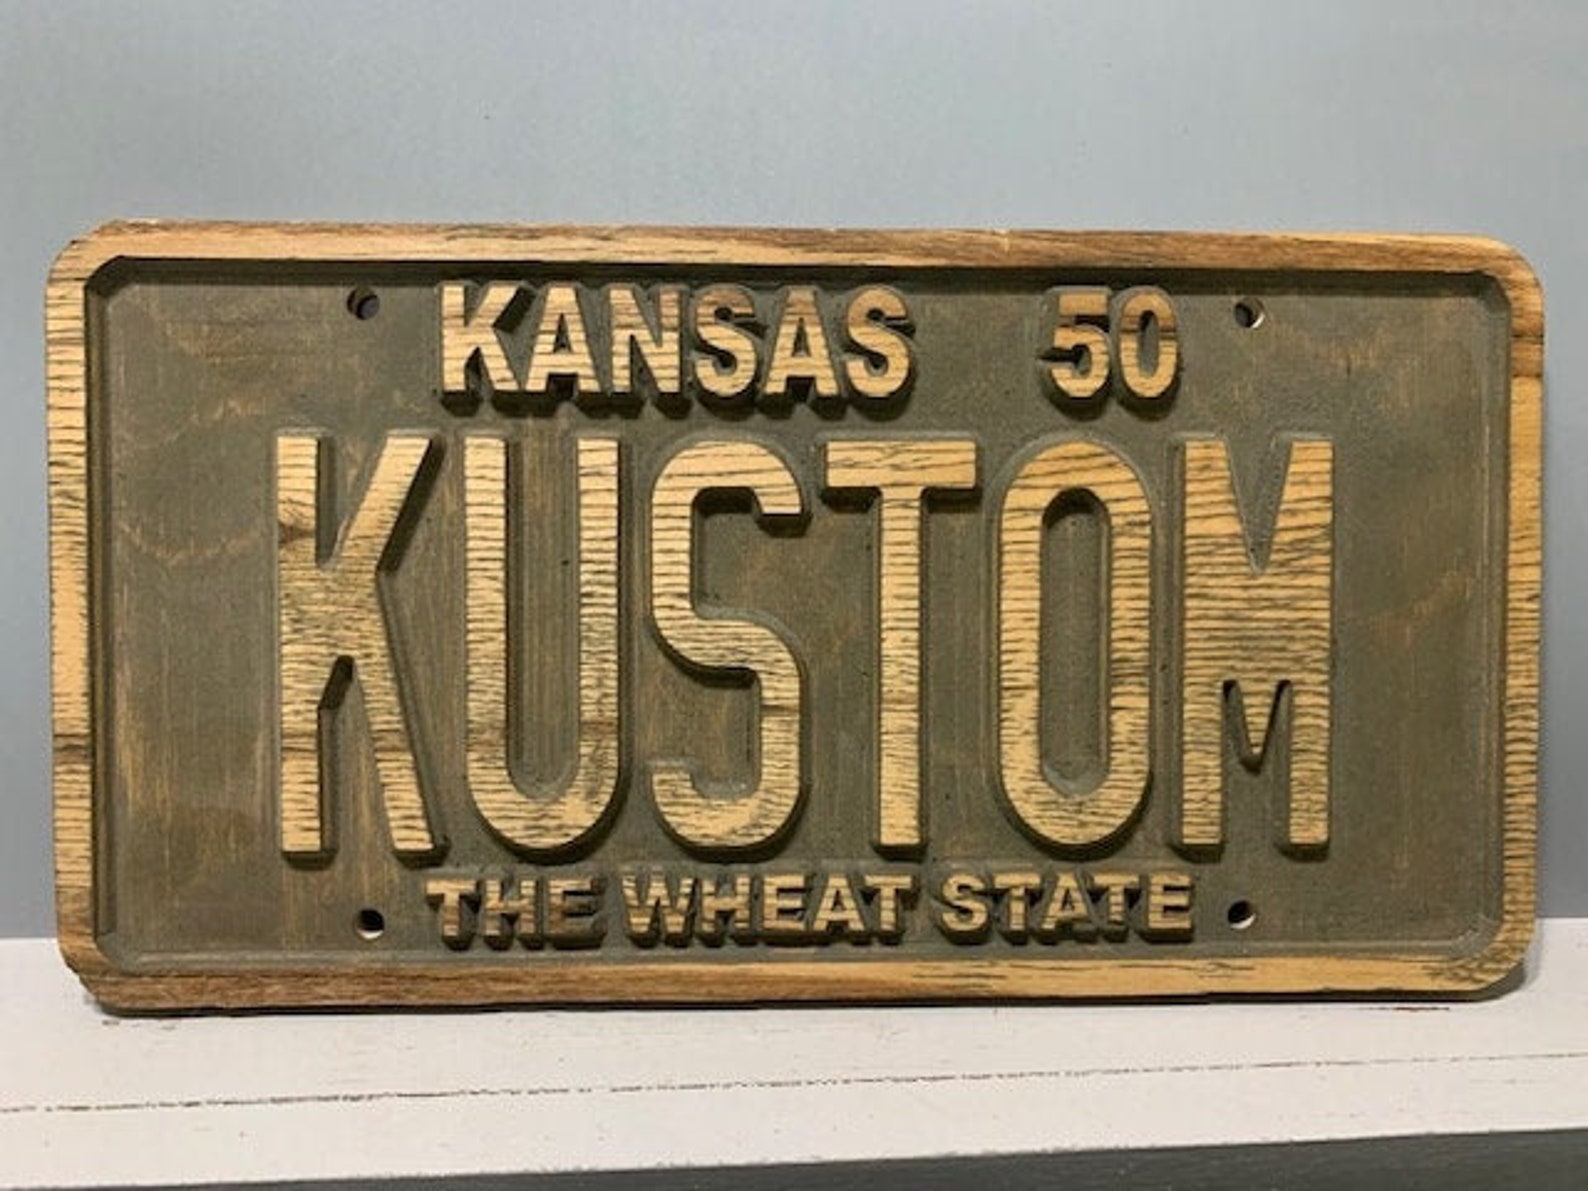 KANSAS 50
KUSTOM
THE WHEAT STATE